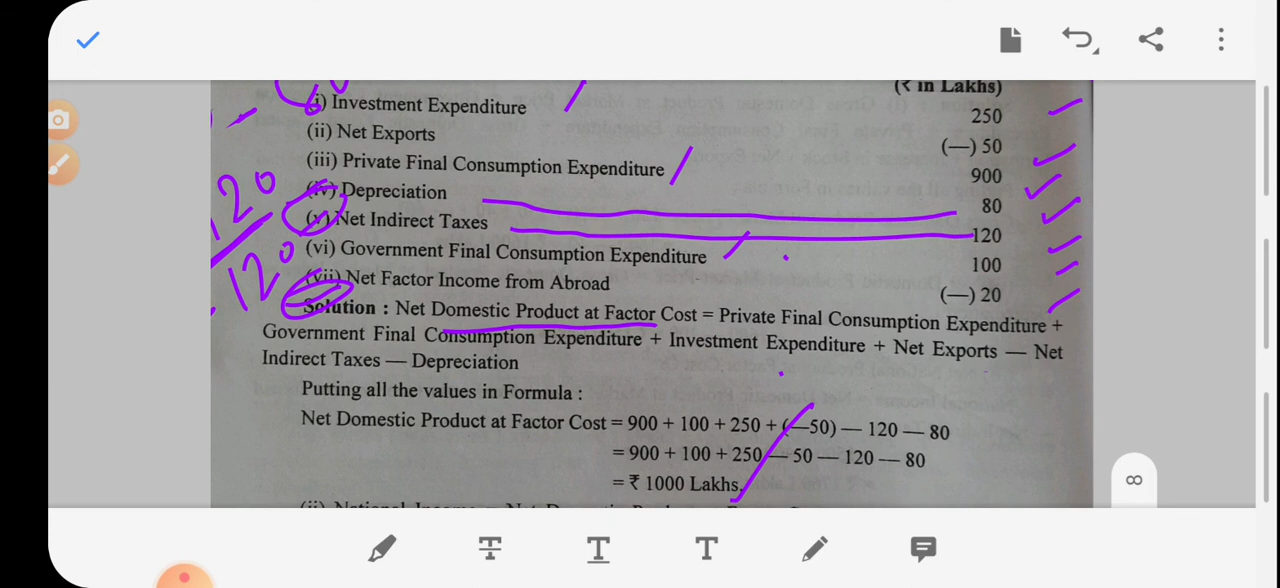 (₹ in Lakhs)
(i) Investment Expenditure 250
(ii) Net Exports (—) 50
(iii) Private Final Consumption Expenditure 900
(iv) Depreciation 80
(v) Net Indirect Taxes 120
(vi) Government Final Consumption Expenditure 100
(vii) Net Factor Income from Abroad (—) 20
120
120
Solution : Net Domestic Product at Factor Cost = Private Final Consumption Expenditure +
Government Final Consumption Expenditure + Investment Expenditure + Net Exports — Net
Indirect Taxes — Depreciation
Putting all the values in Formula :
Net Domestic Product at Factor Cost = 900 + 100 + 250 + (—50) — 120 — 80
= 900 + 100 + 250 — 50 — 120 — 80
= ₹ 1000 Lakhs.